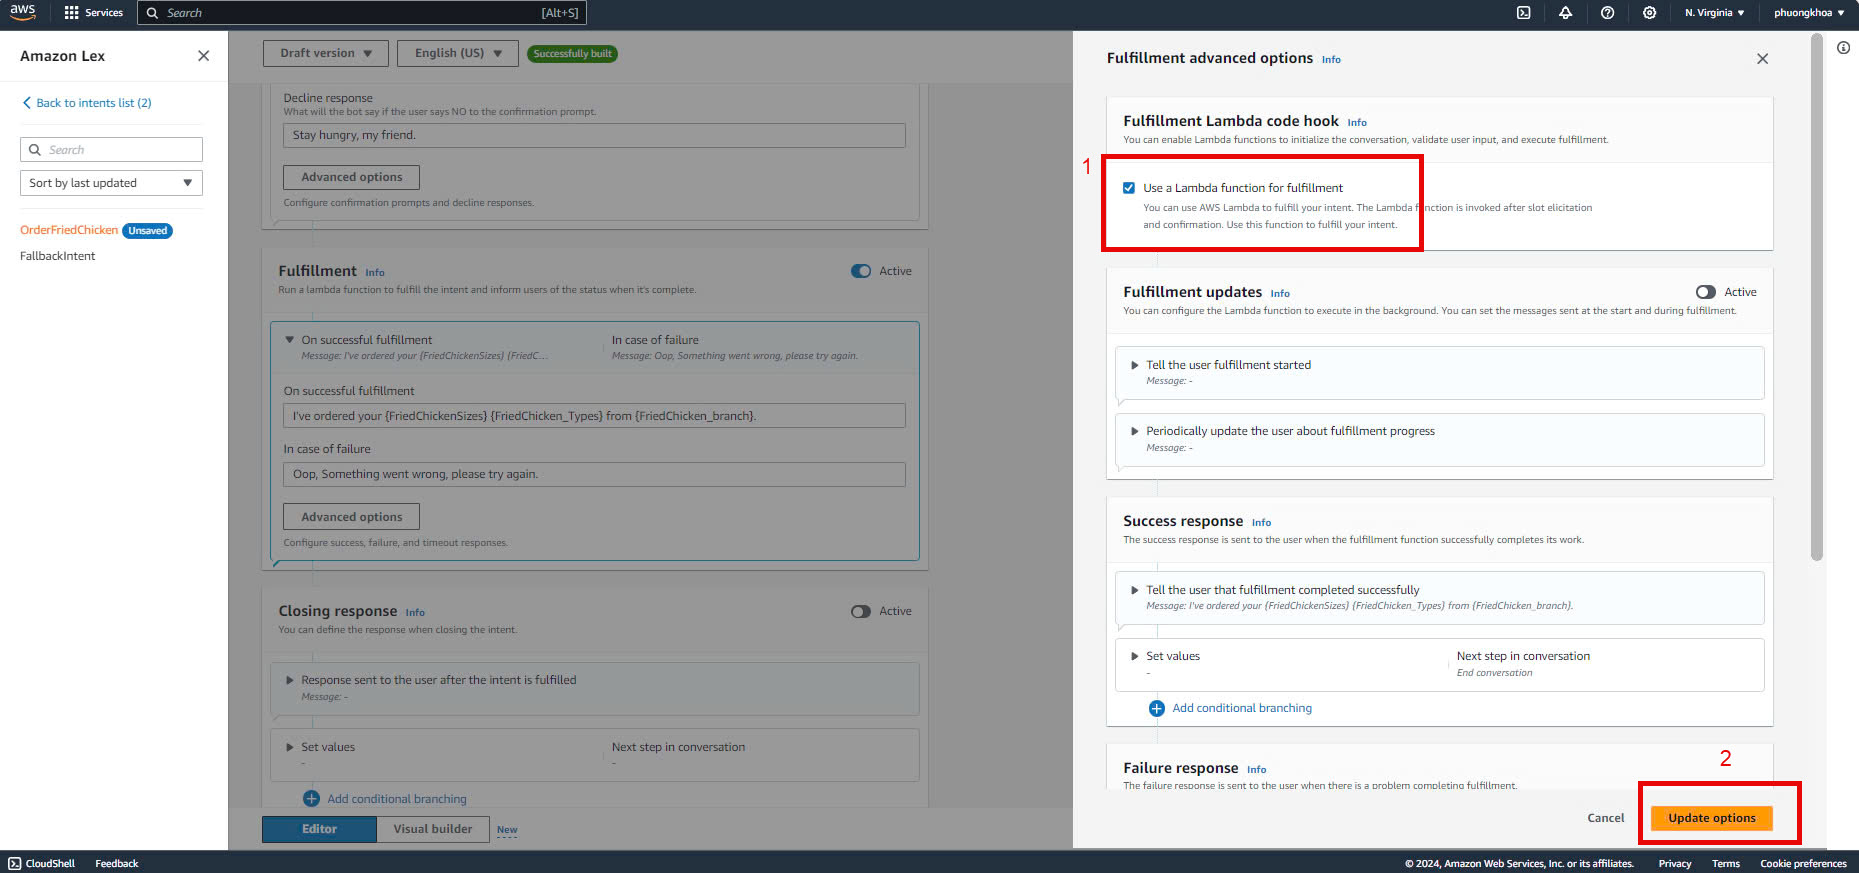 aws
Services
Search
[Alt+S]
N. Virginia
phuongkhoa
Amazon Lex
Back to intents list (2)
Search
Sort by last updated
OrderFriedChicken Unsaved
FallbackIntent
Draft version
English (US)
Successfully built
Decline response
What will the bot say if the user says NO to the confirmation prompt.
Stay hungry, my friend.
Advanced options
Configure confirmation prompts and decline responses.
Fulfillment Info
Active
Run a lambda function to fulfill the intent and inform users of the status when it's complete.
On successful fulfillment
In case of failure
Message: I've ordered your {FriedChickenSizes} {FriedC...
Message: Oop, Something went wrong, please try again.
On successful fulfillment
I've ordered your {FriedChickenSizes} {FriedChicken_Types} from {FriedChicken_branch}.
In case of failure
Oop, Something went wrong, please try again.
Advanced options
Configure success, failure, and timeout responses.
Closing response Info
Active
You can define the response when closing the intent.
Response sent to the user after the intent is fulfilled
Message: -
Set values
Next step in conversation
-
-
Add conditional branching
Editor
Visual builder
New
Fulfillment advanced options Info
Fulfillment Lambda code hook Info
You can enable Lambda functions to initialize the conversation, validate user input, and execute fulfillment.
1
Use a Lambda function for fulfillment
You can use AWS Lambda to fulfill your intent. The Lambda function is invoked after slot elicitation
and confirmation. Use this function to fulfill your intent.
Fulfillment updates Info
Active
You can configure the Lambda function to execute in the background. You can set the messages sent at the start and during fulfillment.
Tell the user fulfillment started
Message: -
Periodically update the user about fulfillment progress
Message: -
Success response Info
The success response is sent to the user when the fulfillment function successfully completes its work.
Tell the user that fulfillment completed successfully
Message: I've ordered your {FriedChickenSizes} {FriedChicken_Types} from {FriedChicken_branch}.
Set values
Next step in conversation
-
End conversation
Add conditional branching
Failure response Info
The failure response is sent to the user when there is a problem completing fulfillment.
2
Cancel
Update options
CloudShell
Feedback
© 2024, Amazon Web Services, Inc. or its affiliates.
Privacy
Terms
Cookie preferences